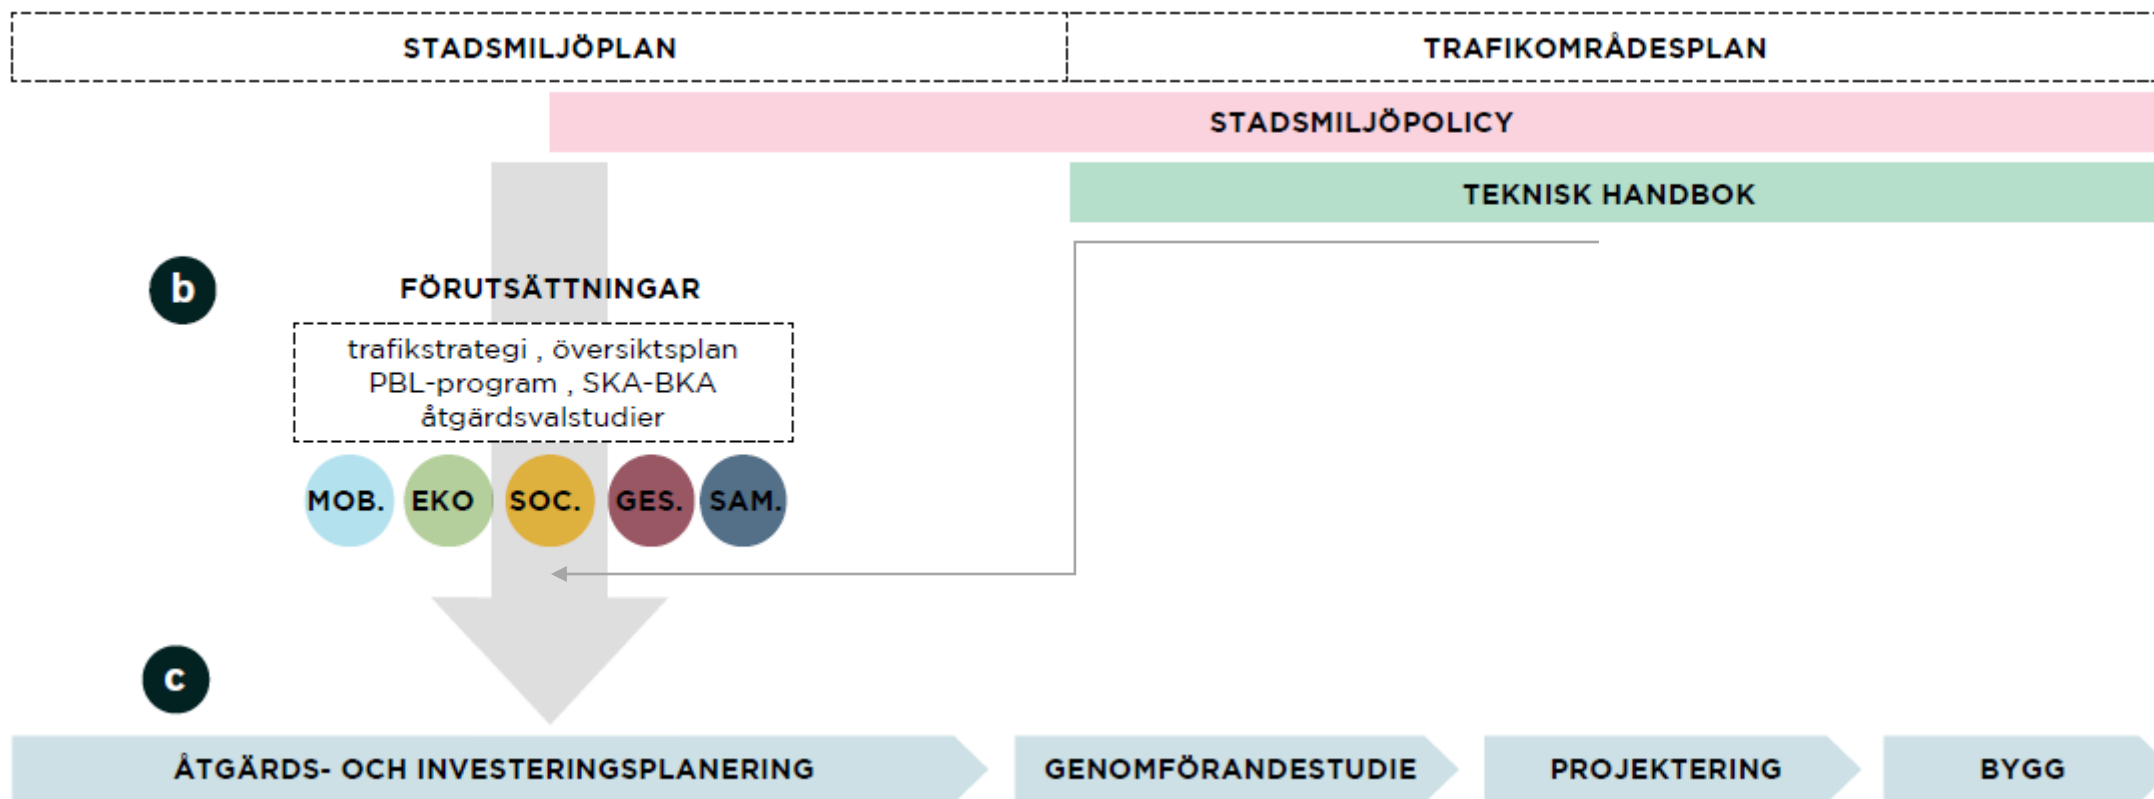 STADSMILJÖPLAN
TRAFIKOMRÅDESPLAN
STADSMILJÖPOLICY
TEKNISK HANDBOK
b
FÖRUTSÄTTNINGAR
trafikstrategi , översiktsplan
PBL-program , SKA-BKA
åtgärdsvalstudier
MOB.
EKO
SOC.
GES.
SAM.
c
ÅTGÄRDS- OCH INVESTERINGSPLANERING
GENOMFÖRANDESTUDIE
PROJEKTERING
BYGG